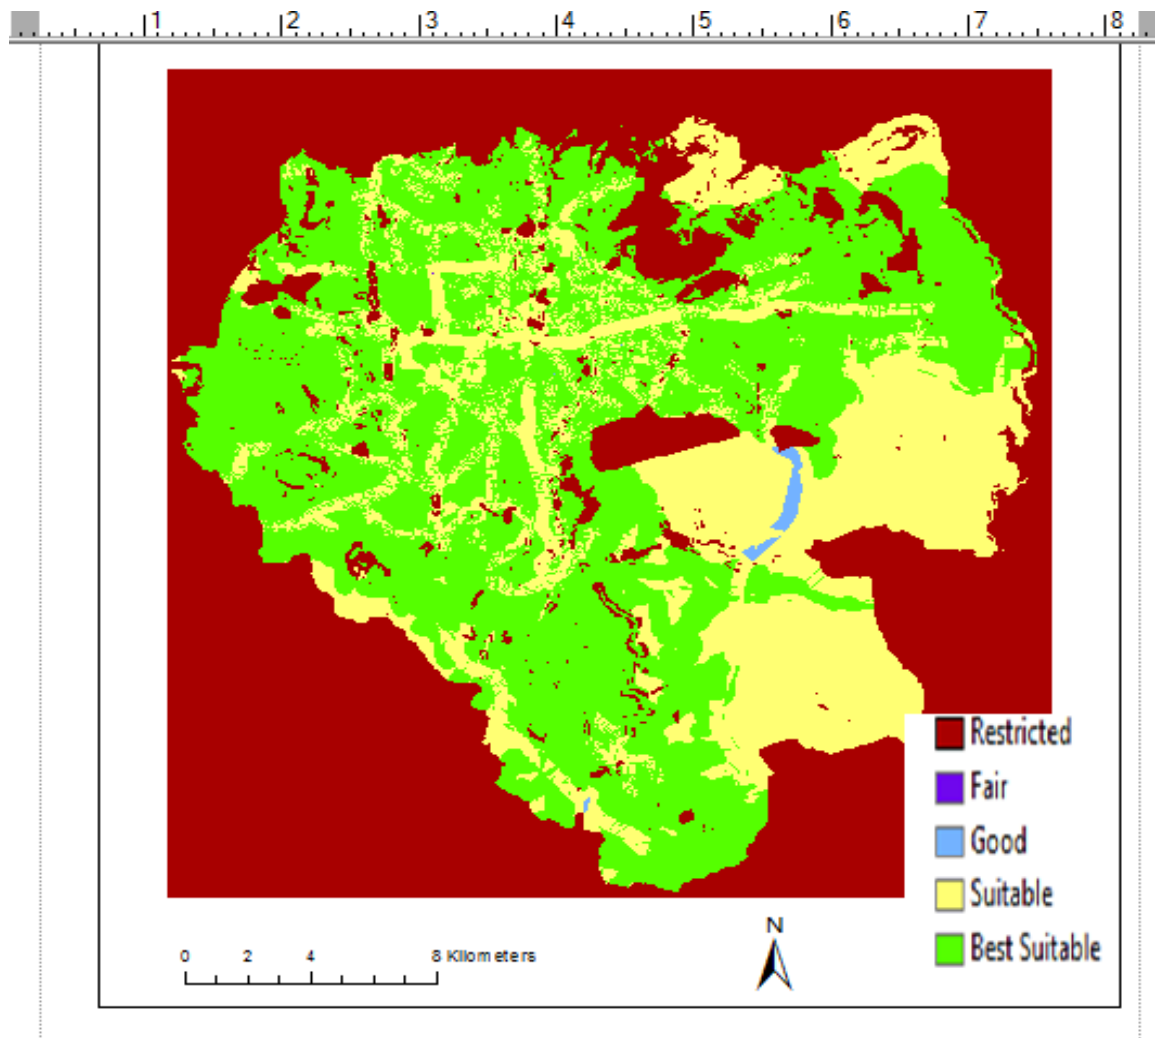 1 2 3 4 5 6 7 8
Restricted
Fair
Good
Suitable
Best Suitable
N
0 2 4 8 Kilometers